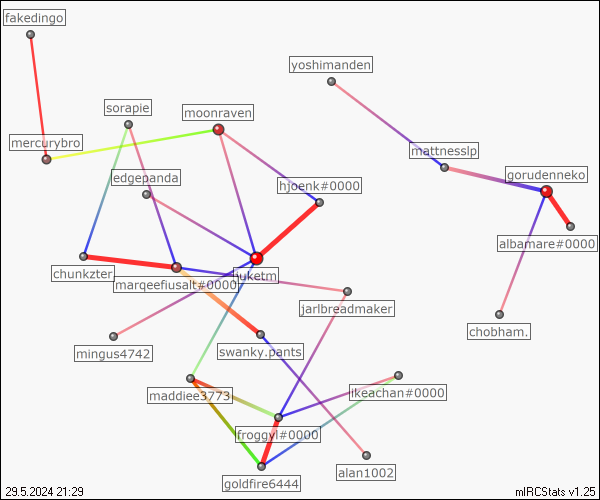 fakedingo
yoshimanden
sorapie
moonraven
mercurybro
mattnesslp
edgepanda
hjoenk#0000
gorudenneko
albamare#0000
chunkzter
marqeefiusalt#0000
nuketm
jarlbreadmaker
chobham.
mingus4742
swanky.pants
maddiee3773
ikeachan#0000
froggyl#0000
alan1002
goldfire6444
29.5.2024 21:29
mIRCStats v1.25